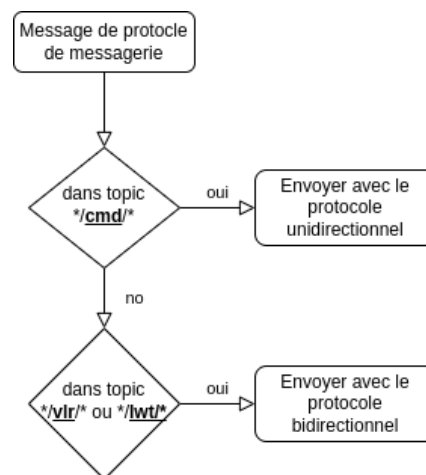 Message de protocle
de messagerie
dans topic
*/cmd/*
oui
Envoyer avec le
protocole
unidirectionnel
no
dans topic
*/vlr/* ou */lwt/*
oui
Envoyer avec le
protocole
bidirectionnel